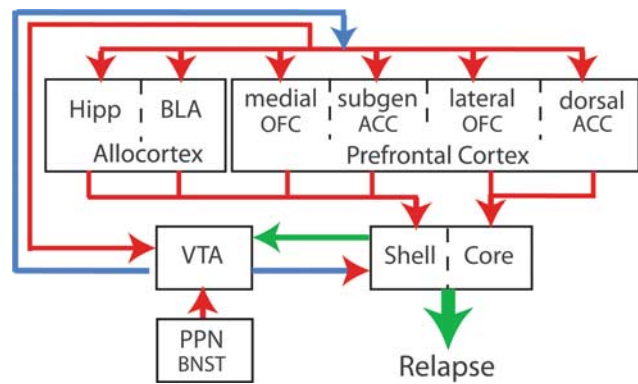 Hipp BLA
Allocortex
medial subgen lateral dorsal
OFC ACC OFC ACC
Prefrontal Cortex
VTA
Shell Core
PPN
BNST
Relapse